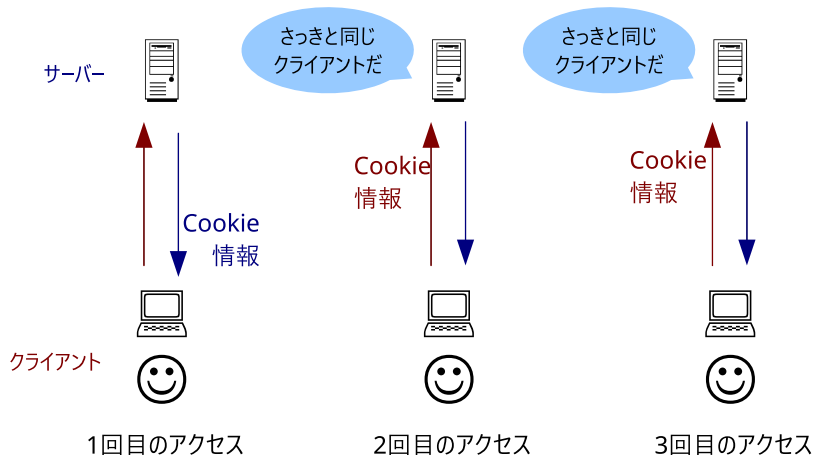 さっきと同じ
クライアントだ
さっきと同じ
クライアントだ
サーバー
Cookie
情報
Cookie
情報
Cookie
情報
クライアント
1回目のアクセス
2回目のアクセス
3回目のアクセス